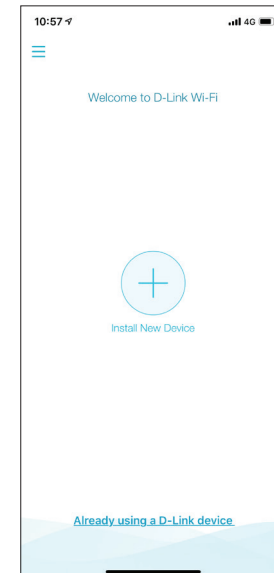 10:57
4G
Welcome to D-Link Wi-Fi
Install New Device
Already using a D-Link device